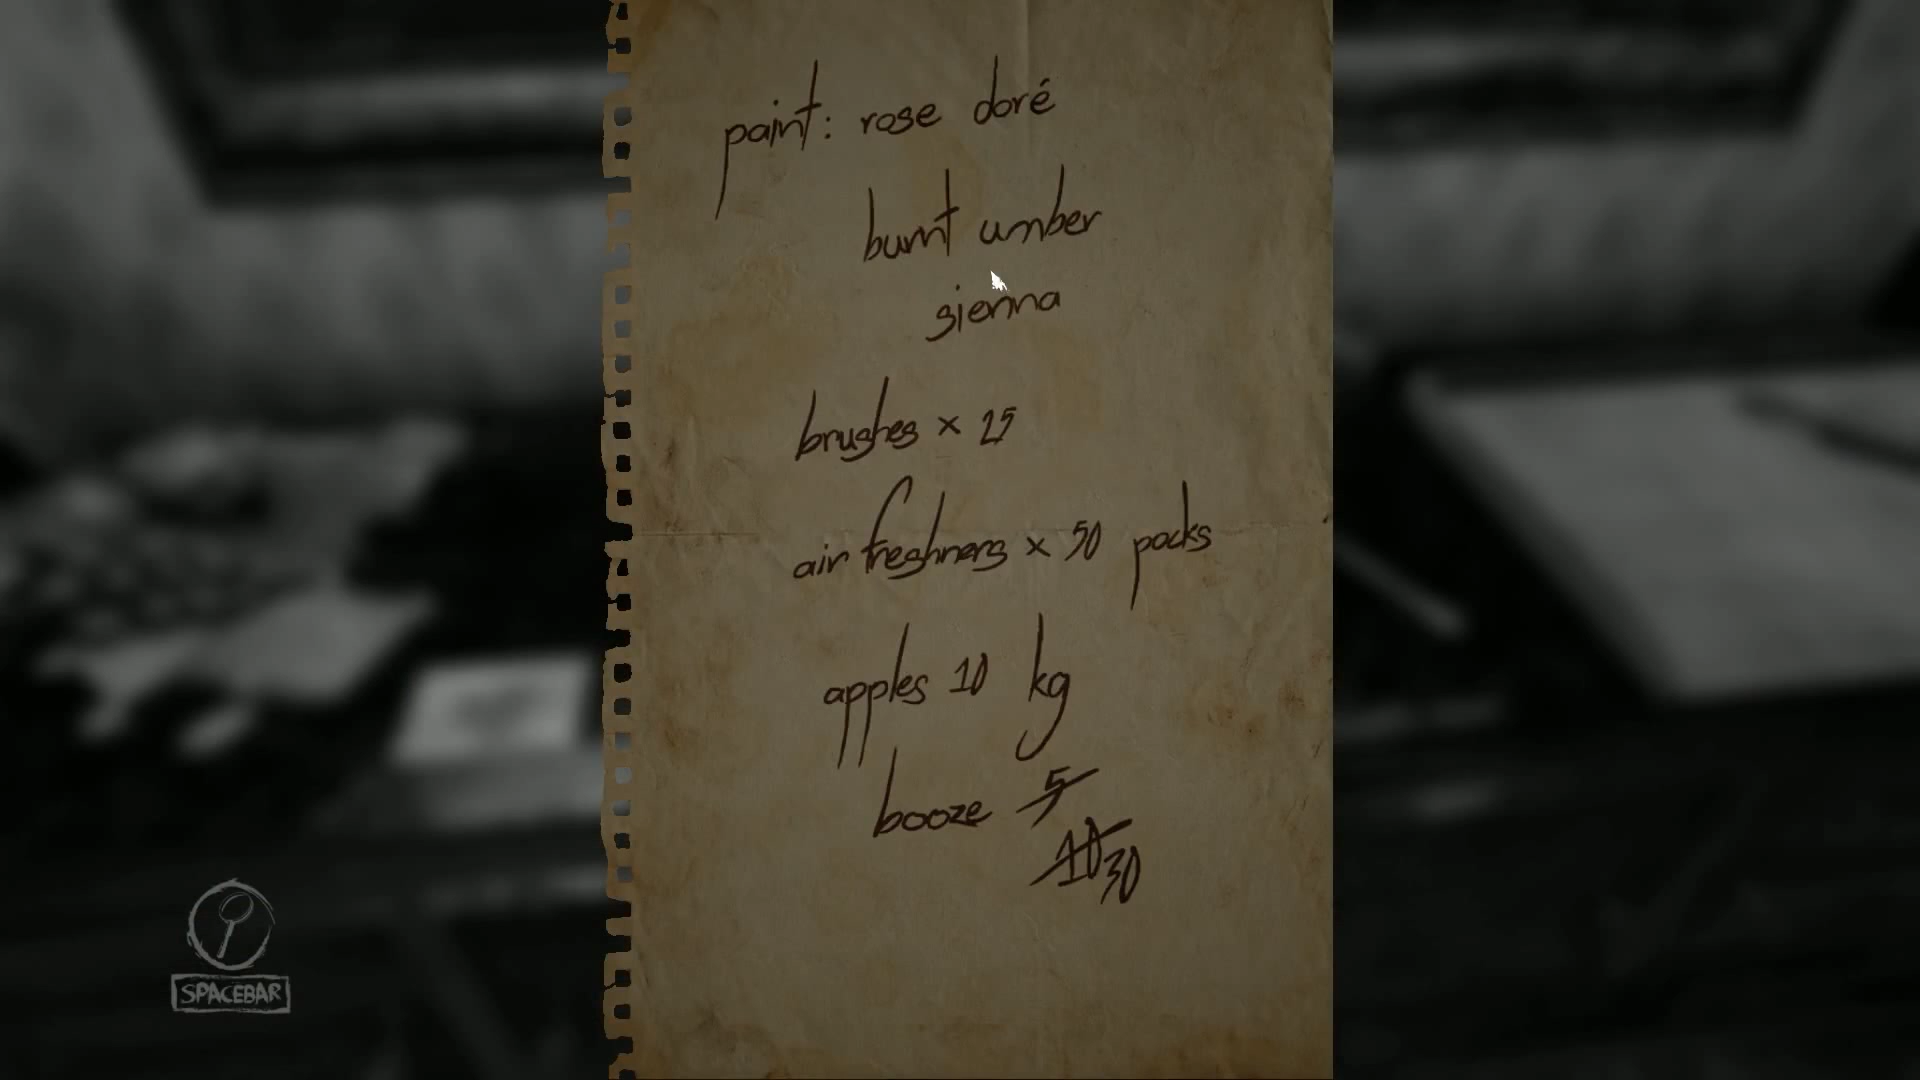 paint: rose doré
burnt umber
sienna
brushes × 25
air freshners × 50 packs
apples 10 kg
booze 5
10 30
SPACEBAR